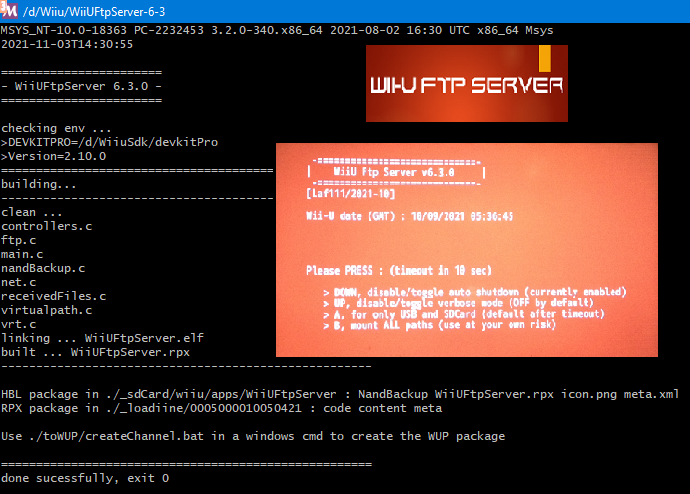 /d/Wiiu/WiiUFtpServer-6-3
MSYS_NT-10.0-18363 PC-2232453 3.2.0-340.x86_64 2021-08-02 16:30 UTC x86_64 Msys
2021-11-03T14:30:55
=======================
- WiiUFtpServer 6.3.0 -
=======================
checking env ...
>DEVKITPRO=/d/WiiuSdk/devkitPro
>Version=2.10.0
=======================================
building...
---------------------------------------
clean ...
controllers.c
ftp.c
main.c
nandBackup.c
net.c
receivedFiles.c
virtualpath.c
vrt.c
linking ... WiiUFtpServer.elf
built ... WiiUFtpServer.rpx
-----------------------------------------------------
HBL package in ./_sdCard/wiiu/apps/WiiUFtpServer : NandBackup WiiUFtpServer.rpx icon.png meta.xml
RPX package in ./_loadiine/0005000010050421 : code content meta
Use ./toWUP/createChannel.bat in a windows cmd to create the WUP package
=====================================================
done sucessfully, exit 0
WII-U FTP SERVER
-=============================-
| WiiU Ftp Server v6.3.0 |
-=============================-
[Laf111/2021-10]
Wii-U date (GMT) : 10/09/2021 05:36:43
Please PRESS : (timeout in 10 sec)
> DOWN, disable/toggle auto shutdown (currently enabled)
> UP, disable/toggle verbose mode (OFF by default)
> A, for only USB and SDCard (default after timeout)
> B, mount ALL paths (use at your own risk)